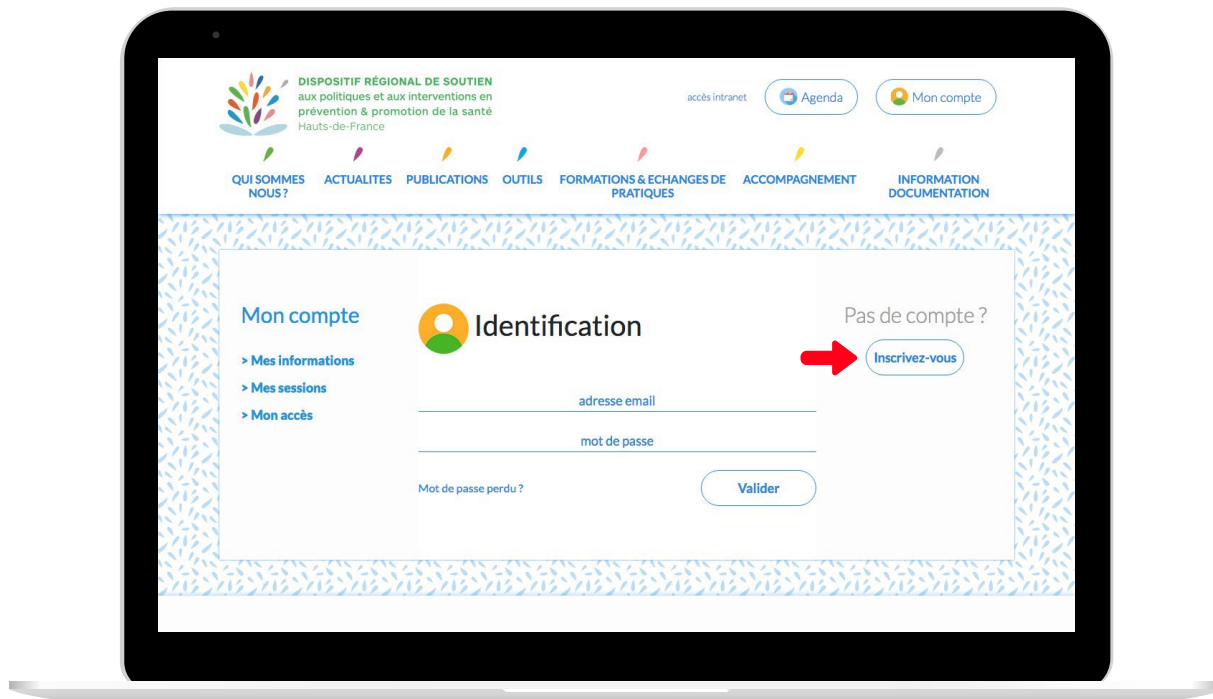 DISPOSITIF RÉGIONAL DE SOUTIEN
aux politiques et aux interventions en
prévention & promotion de la santé
Hauts-de-France
accès intranet
Agenda
Mon compte
QUI SOMMES
NOUS ?
ACTUALITES
PUBLICATIONS
OUTILS
FORMATIONS & ECHANGES DE
PRATIQUES
ACCOMPAGNEMENT
INFORMATION
DOCUMENTATION
Mon compte
> Mes informations
> Mes sessions
> Mon accès
Identification
adresse email
mot de passe
Mot de passe perdu ?
Valider
Pas de compte ?
Inscrivez-vous